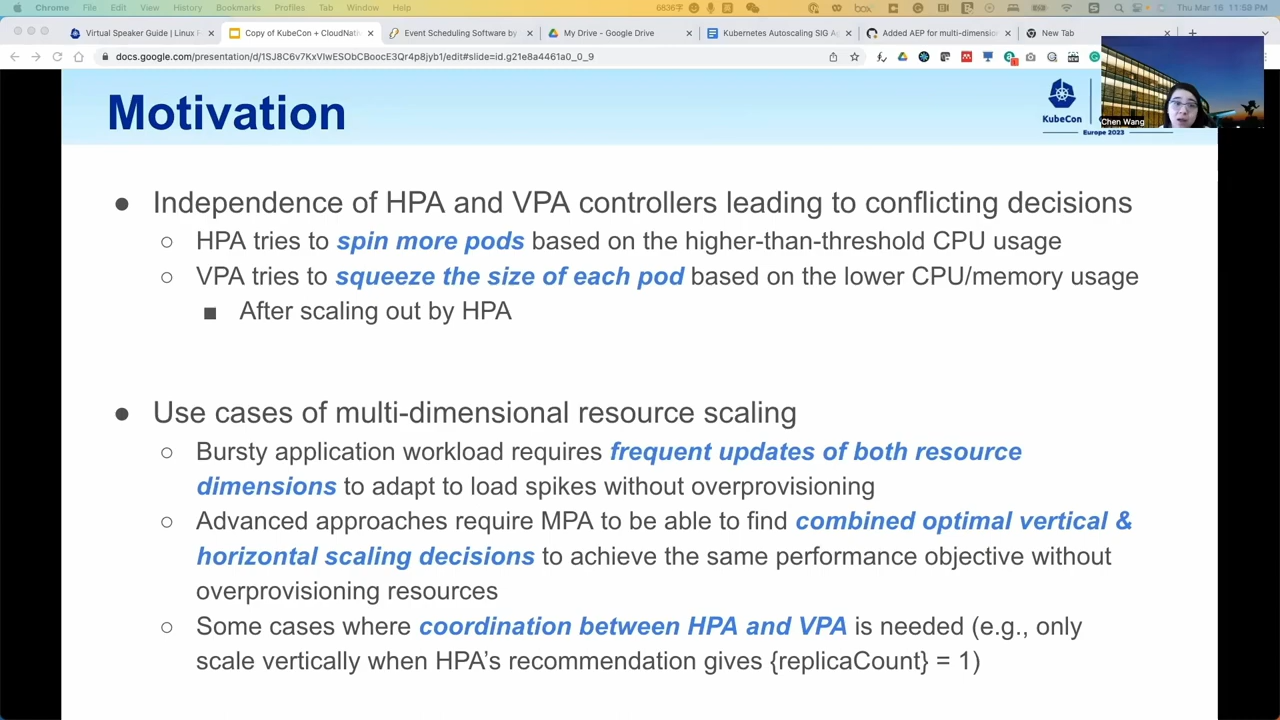 Chrome File Edit View History Bookmarks Profiles Tab Window Help Thu Mar 16 11:59 PM
Virtual Speaker Guide | Linux F Copy of KubeCon + CloudNativ Event Scheduling Software by My Drive - Google Drive Kubernetes Autoscaling SIG Ag Added AEP for multi-dimensio New Tab
docs.google.com/presentation/d/1SJ8C6v7KxVlwESObCBoocE3Qr4p8jyb1/edit#slide=id.g21e8a4461a0_0_9
Motivation
KubeCon
Europe 2023
Chen Wang
● Independence of HPA and VPA controllers leading to conflicting decisions
○ HPA tries to spin more pods based on the higher-than-threshold CPU usage
○ VPA tries to squeeze the size of each pod based on the lower CPU/memory usage
■ After scaling out by HPA
● Use cases of multi-dimensional resource scaling
○ Bursty application workload requires frequent updates of both resource
dimensions to adapt to load spikes without overprovisioning
○ Advanced approaches require MPA to be able to find combined optimal vertical &
horizontal scaling decisions to achieve the same performance objective without
overprovisioning resources
○ Some cases where coordination between HPA and VPA is needed (e.g., only
scale vertically when HPA's recommendation gives {replicaCount} = 1)